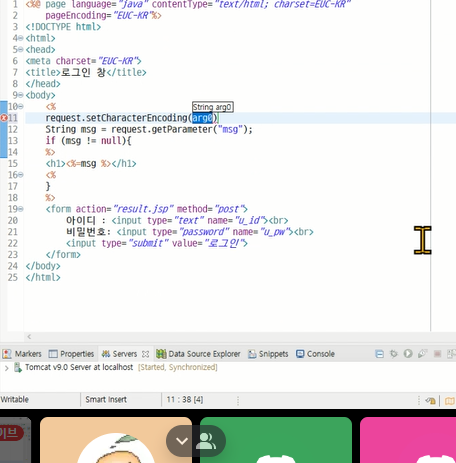 1 <%@ page language="java" contentType="text/html; charset=EUC-KR"
2 pageEncoding="EUC-KR"%>
3 <!DOCTYPE html>
4 <html>
5 <head>
6 <meta charset="EUC-KR">
7 <title>로그인 창</title>
8 </head>
9 <body>
String arg0
10 <%
11 request.setCharacterEncoding(arg0)
12 String msg = request.getParameter("msg");
13 if (msg != null){
14 %>
15 <h1><%=msg %></h1>
16 <%
17 }
18 %>
19 <form action="result.jsp" method="post">
20 아이디 : <input type="text" name="u_id"><br>
21 비밀번호: <input type="password" name="u_pw"><br>
22 <input type="submit" value="로그인">
23 </form>
24 </body>
25 </html>
Markers Properties Servers Data Source Explorer Snippets Console
Tomcat v9.0 Server at localhost [Started, Synchronized]
Writable Smart Insert 11 : 38 [4]
이브